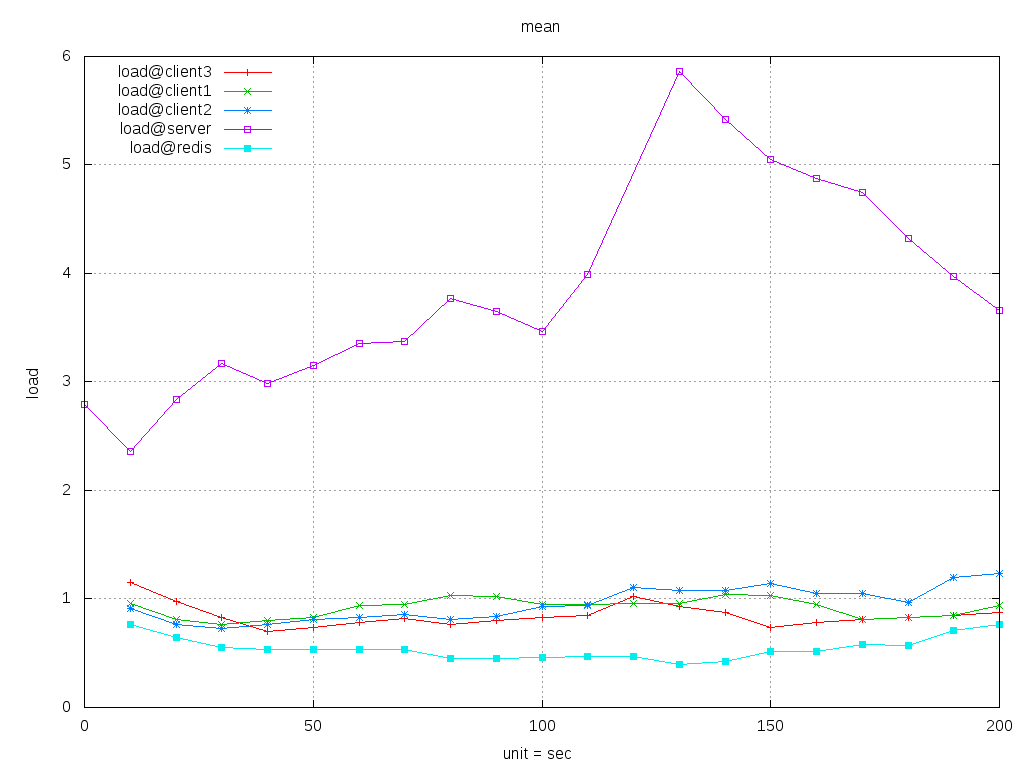 mean
6
load@client3
load@client1
load@client2
load@server
load@redis
5
4
3
load
2
1
0
0 50 100 150 200
unit = sec